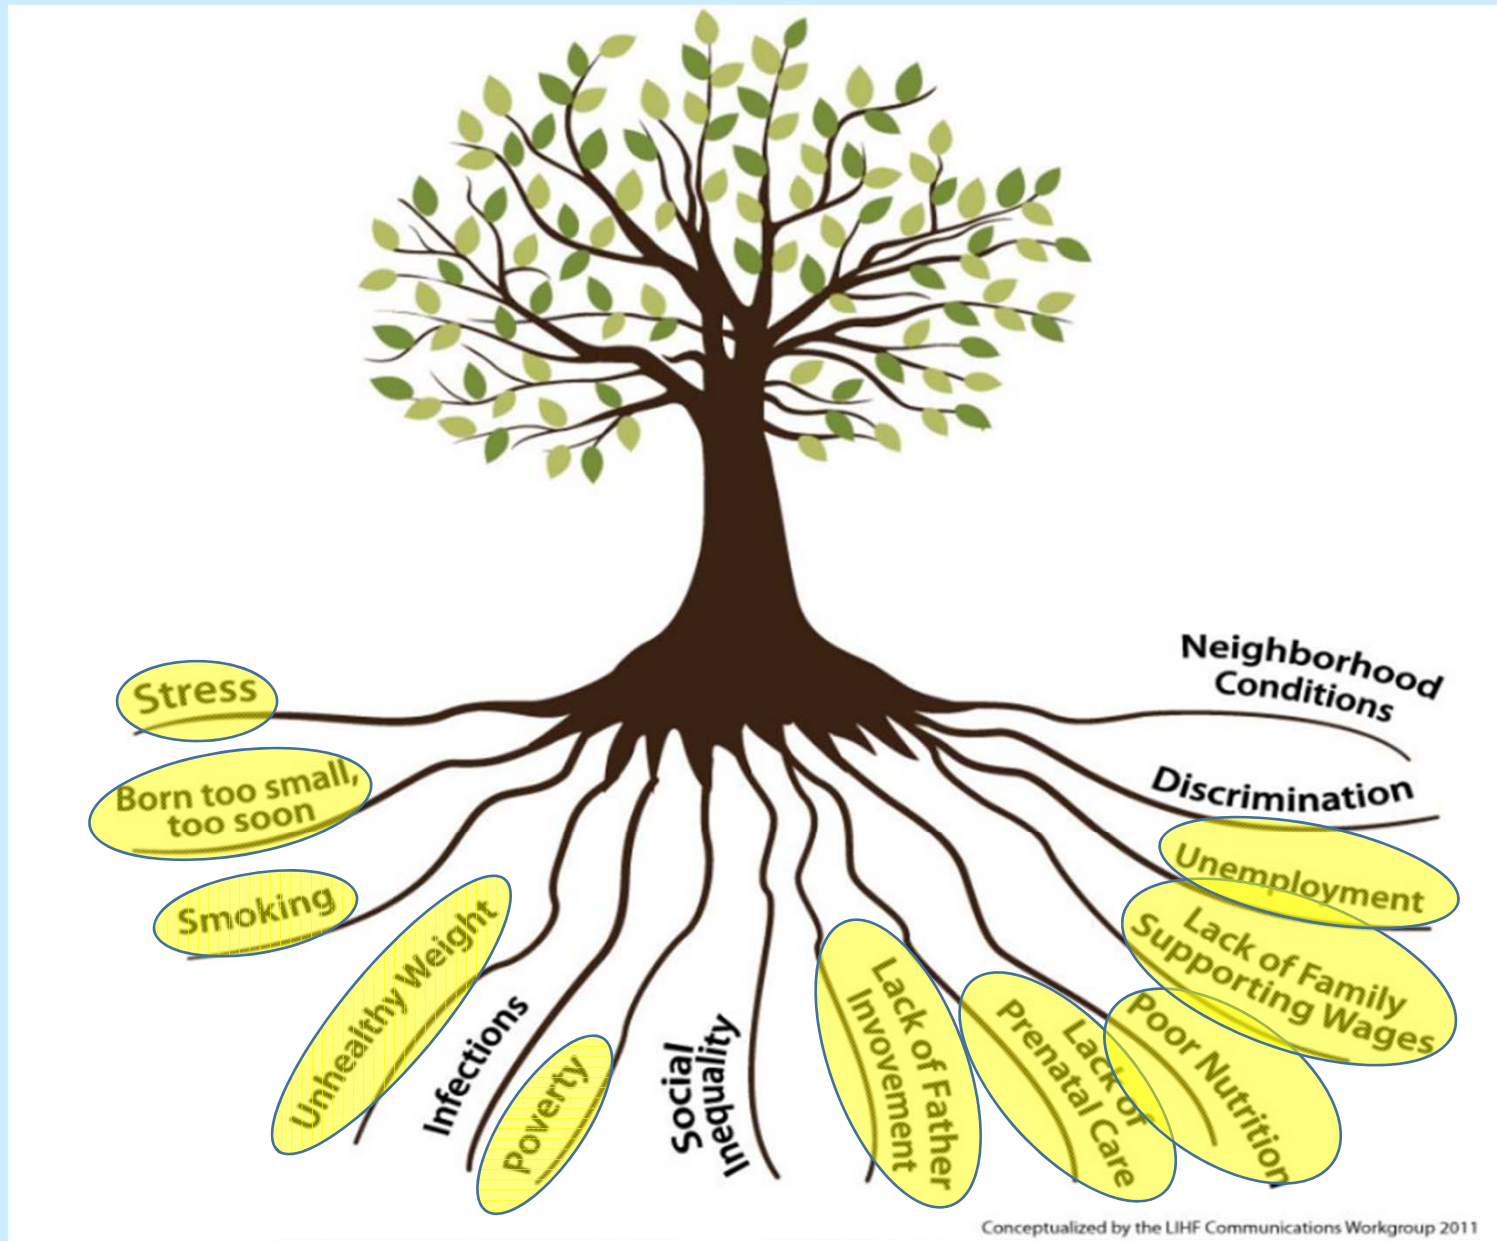 Neighborhood
Conditions
Stress
Discrimination
Born too small,
too soon
Unemployment
Smoking
Lack of Family
Supporting Wages
Unhealthy Weight
Infections
Poverty
Social
Inequality
Lack of Father
Invovement
Lack of
Prenatal Care
Poor Nutrition
Conceptualized by the LIHF Communications Workgroup 2011